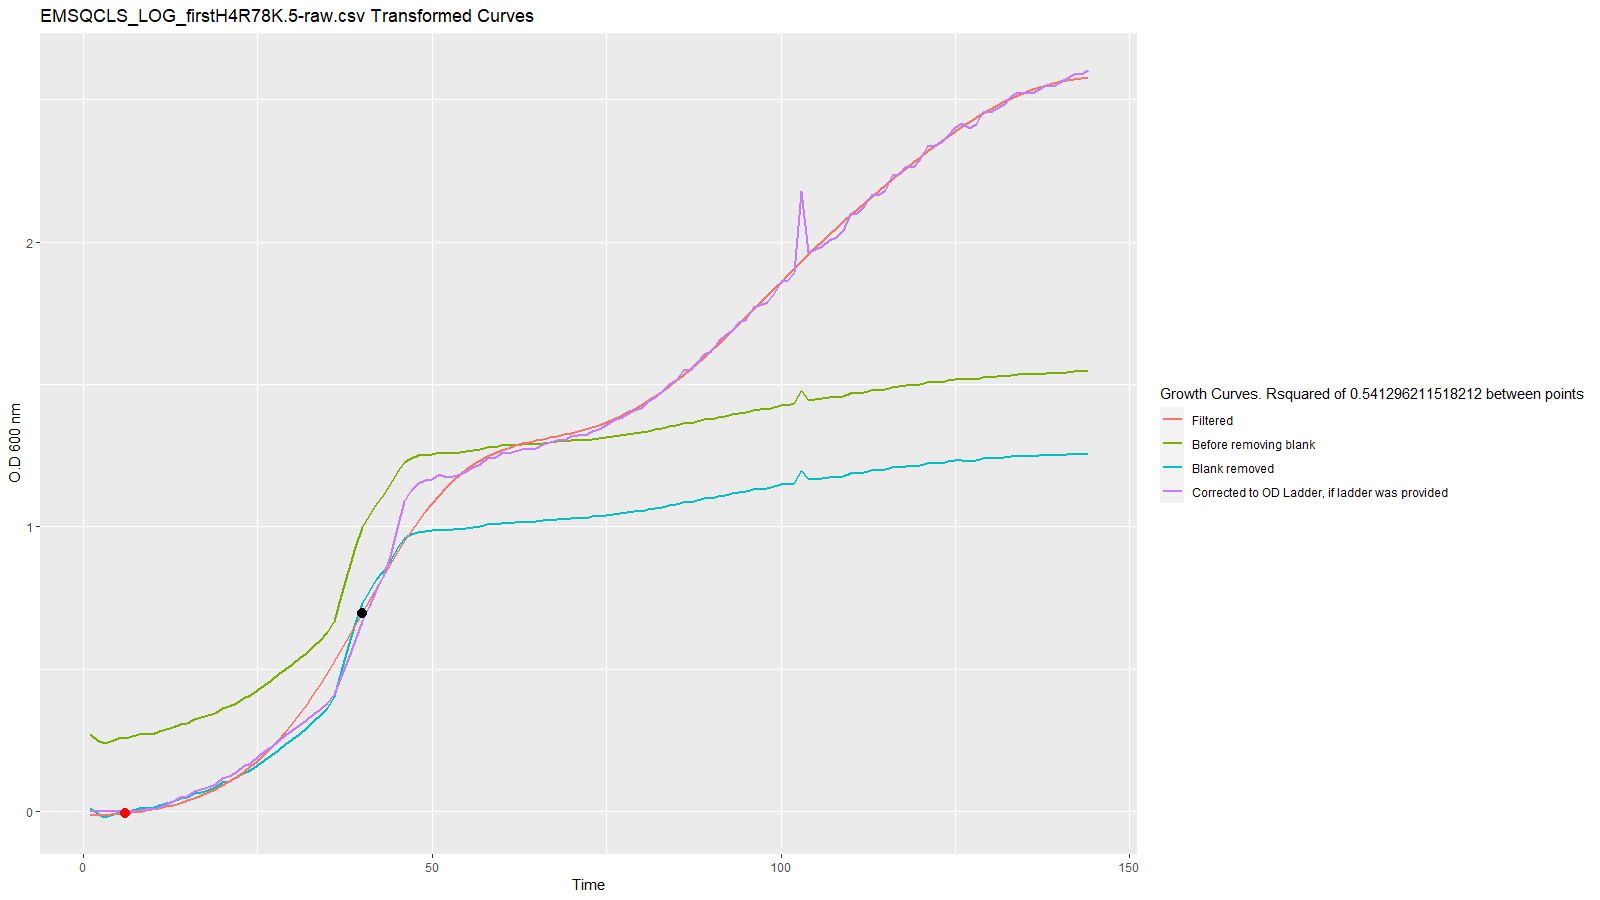 EMSQCLS_LOG_firstH4R78K.5-raw.csv Transformed Curves
O.D 600 nm
2
1
0
0
50
100
150
Time
Growth Curves. Rsquared of 0.541296211518212 between points
Filtered
Before removing blank
Blank removed
Corrected to OD Ladder, if ladder was provided